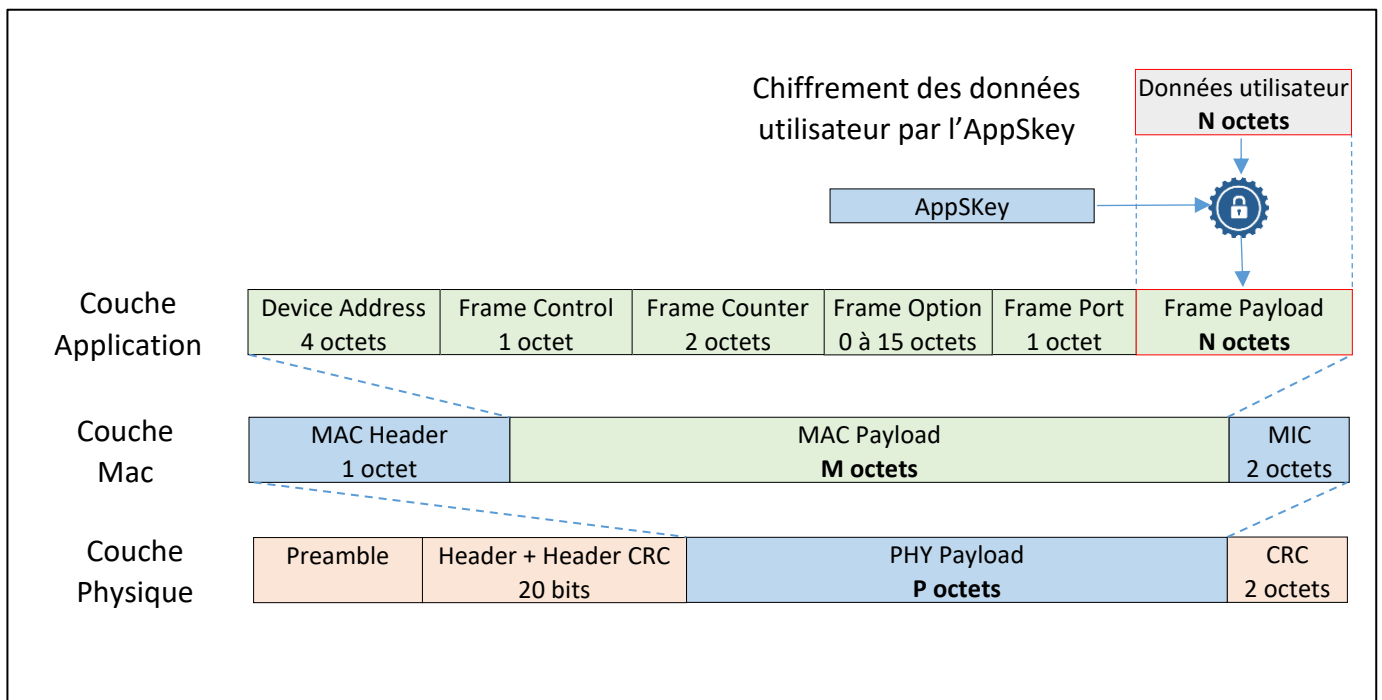 Chiffrement des données
utilisateur par l'AppSkey
Données utilisateur
N octets
AppSKey
Couche
Application
Device Address
4 octets
Frame Control
1 octet
Frame Counter
2 octets
Frame Option
0 à 15 octets
Frame Port
1 octet
Frame Payload
N octets
Couche
Mac
MAC Header
1 octet
MAC Payload
M octets
MIC
2 octets
Couche
Physique
Preamble
Header + Header CRC
20 bits
PHY Payload
P octets
CRC
2 octets